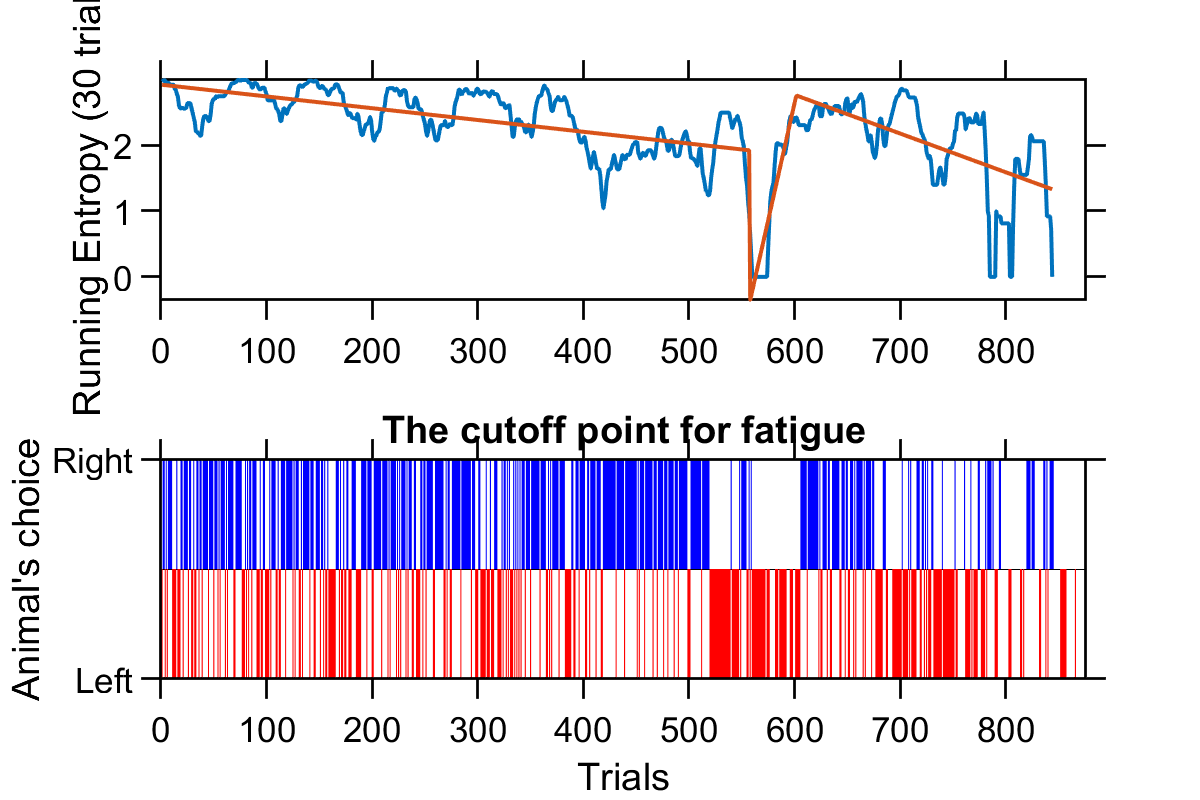 Running Entropy (30 trial
2
1
0
0 100 200 300 400 500 600 700 800
The cutoff point for fatigue
Animal's choice
Right
Left
0 100 200 300 400 500 600 700 800
Trials